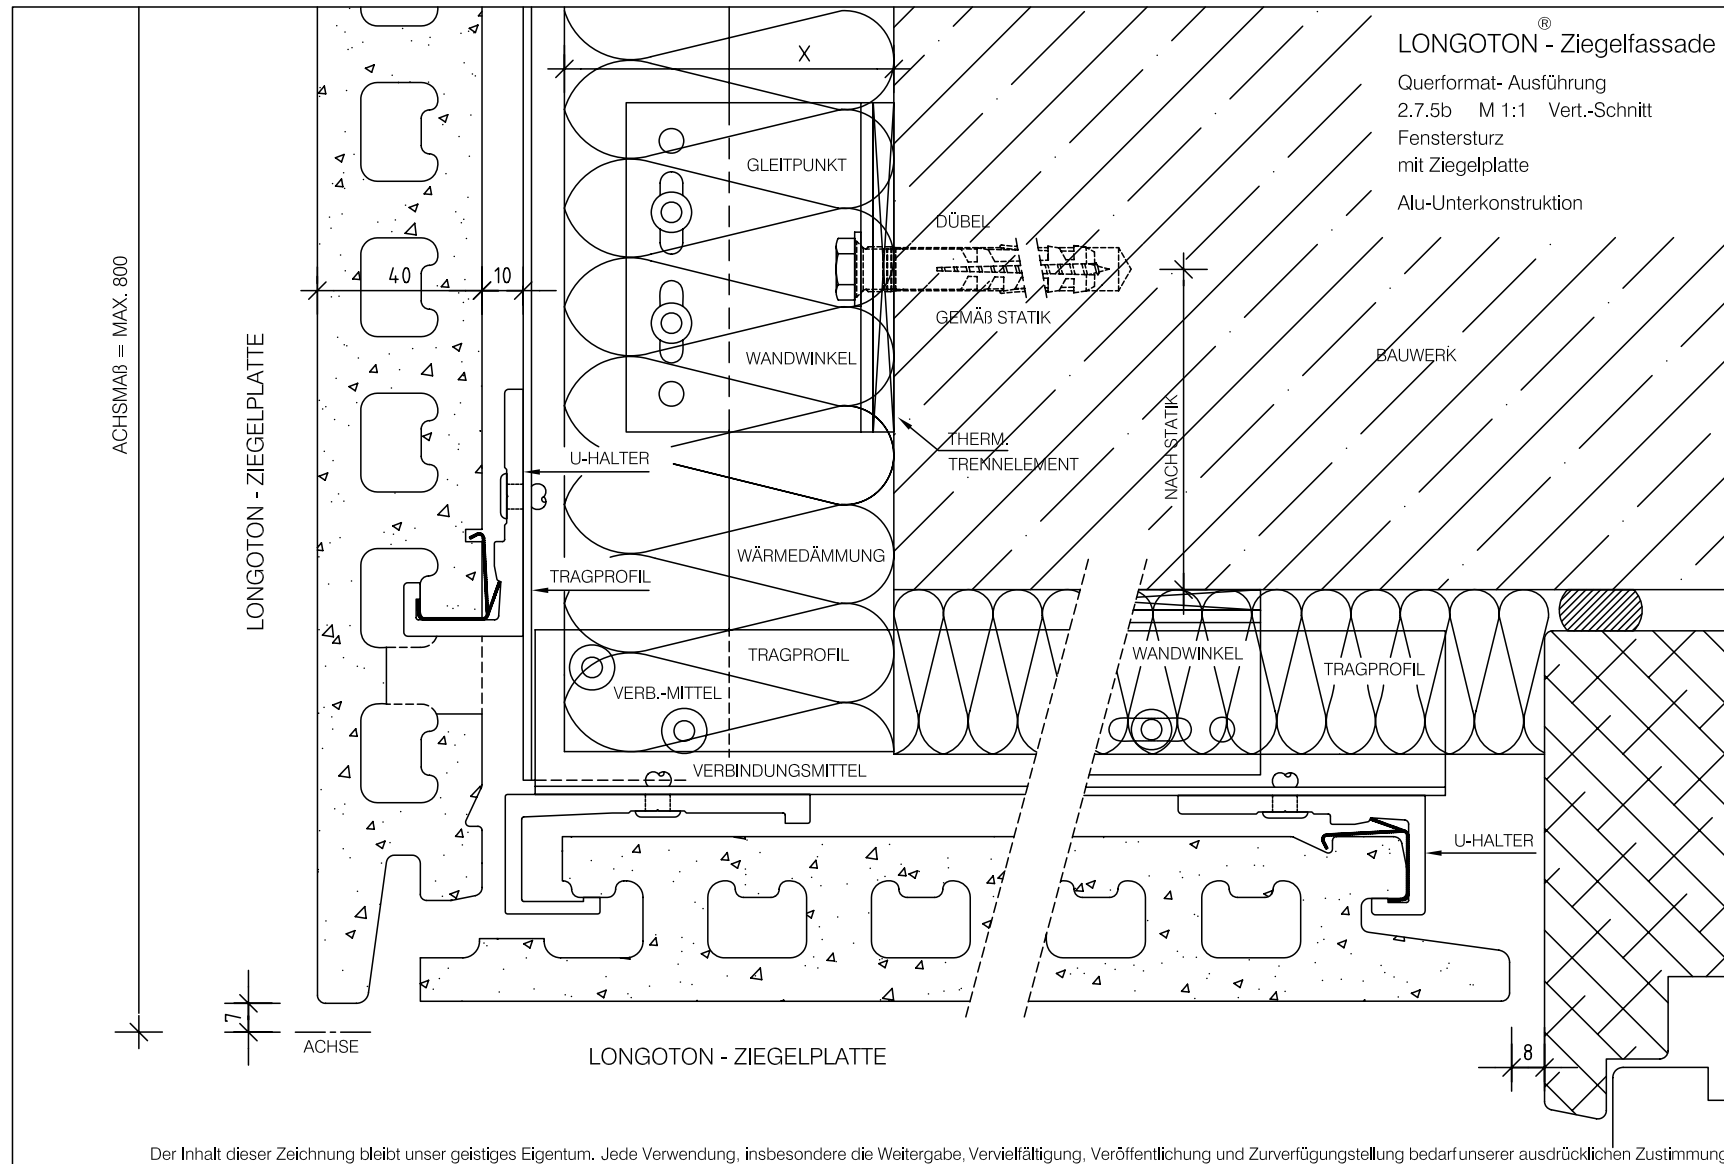 LONGOTON® - Ziegelfassade
Querformat- Ausführung
2.7.5b M 1:1 Vert.-Schnitt
Fenstersturz
mit Ziegelplatte
Alu-Unterkonstruktion
X
GLEITPUNKT
DÜBEL
GEMÄß STATIK
WANDWINKEL
BAUWERK
ACHSMAß = MAX. 800
LONGOTON - ZIEGELPLATTE
40
10
U-HALTER
THERM.
TRENNELEMENT
NACH STATIK
WÄRMEDÄMMUNG
TRAGPROFIL
TRAGPROFIL
WANDWINKEL
TRAGPROFIL
VERB.-MITTEL
VERBINDUNGSMITTEL
U-HALTER
7
ACHSE
LONGOTON - ZIEGELPLATTE
8
Der Inhalt dieser Zeichnung bleibt unser geistiges Eigentum. Jede Verwendung, insbesondere die Weitergabe, Vervielfältigung, Veröffentlichung und Zurverfügungstellung bedarf unserer ausdrücklichen Zustimmung